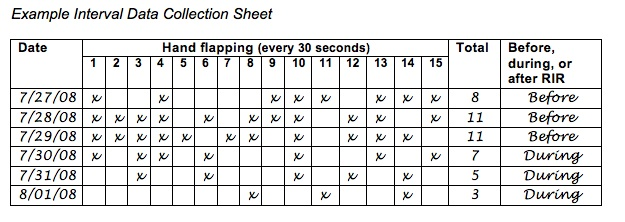 Example Interval Data Collection Sheet
Date Hand flapping (every 30 seconds) Total Before, during, or after RIR
1 2 3 4 5 6 7 8 9 10 11 12 13 14 15
7/27/08 x x x x x x x x 8 Before
7/28/08 x x x x x x x x x x x 11 Before
7/29/08 x x x x x x x x x x x 11 Before
7/30/08 x x x x x x x 7 During
7/31/08 x x x x x 5 During
8/01/08 x x x 3 During